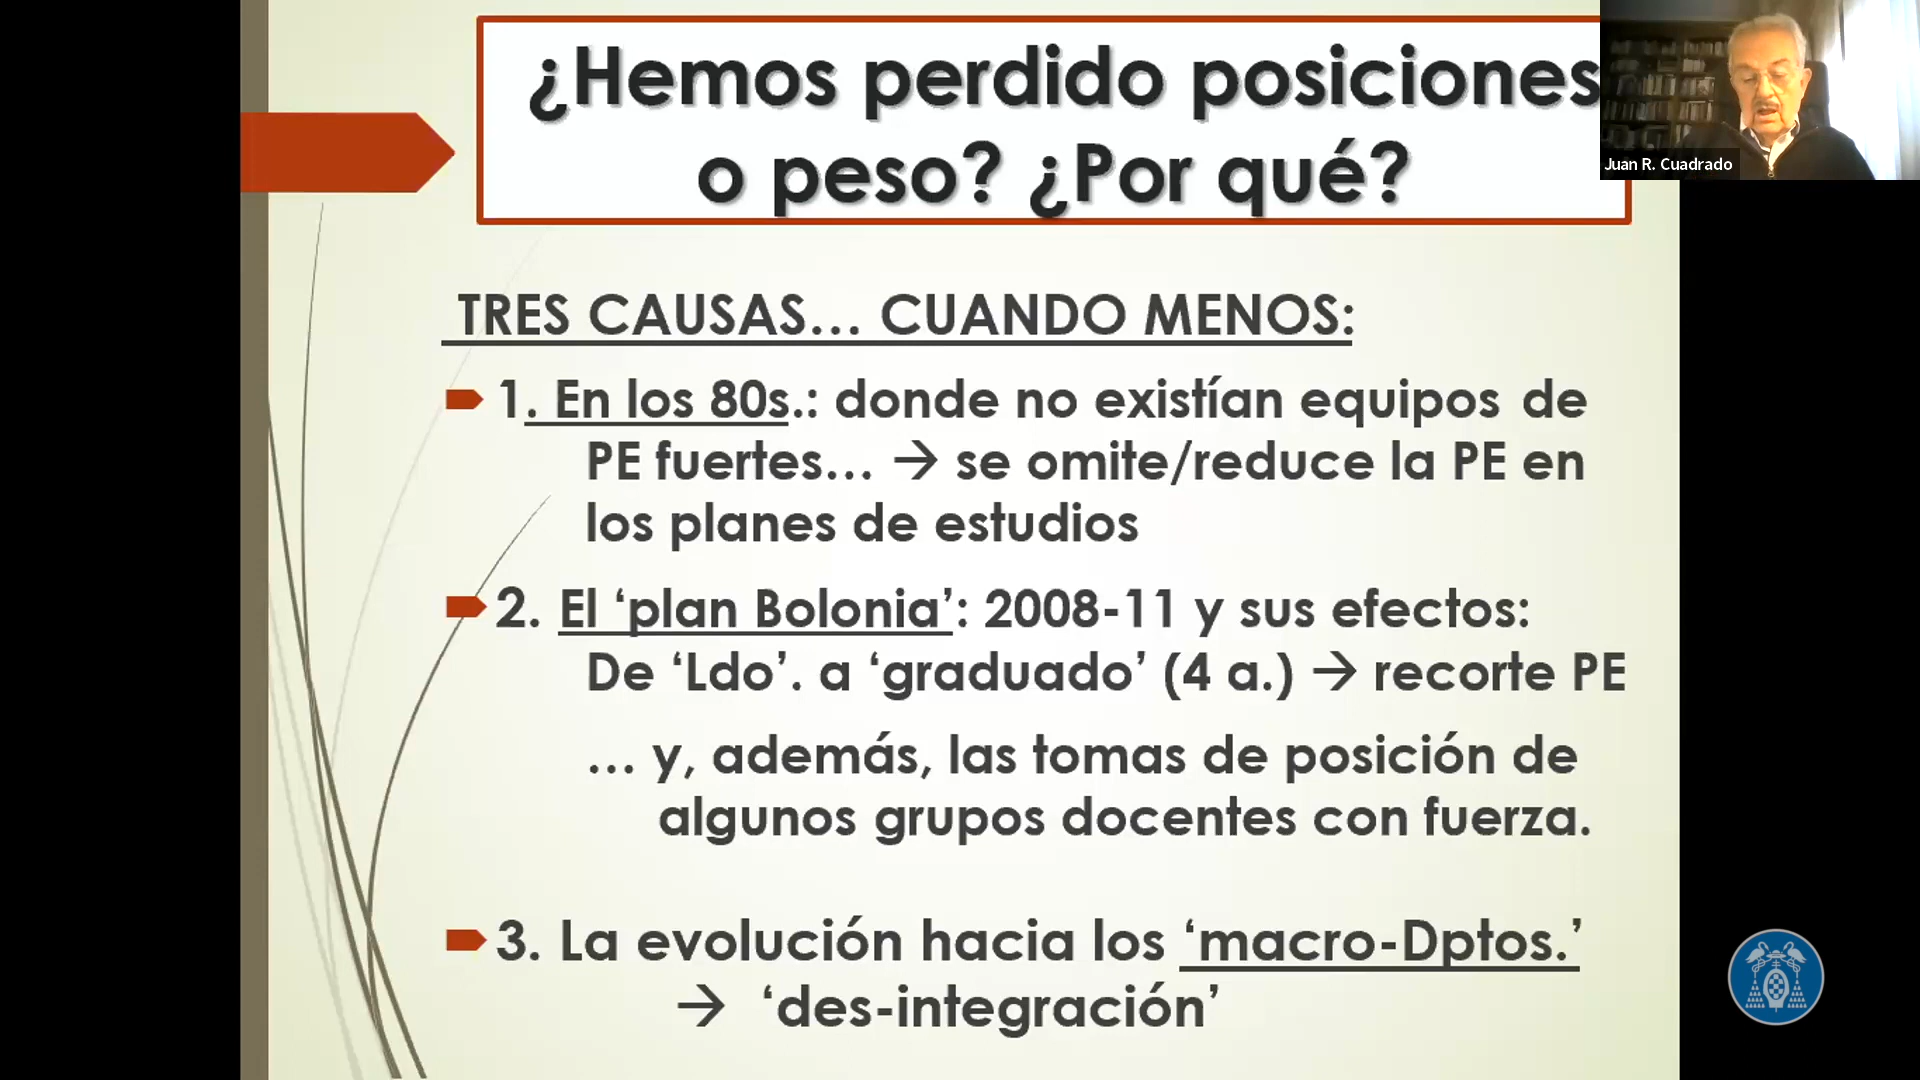 ¿Hemos perdido posiciones
o peso? ¿Por qué?
Juan R. Cuadrado
TRES CAUSAS… CUANDO MENOS:
1. En los 80s.: donde no existían equipos de
PE fuertes… → se omite/reduce la PE en
los planes de estudios
2. El ‘plan Bolonia’: 2008-11 y sus efectos:
De ‘Ldo’. a ‘graduado’ (4 a.) → recorte PE
… y, además, las tomas de posición de
algunos grupos docentes con fuerza.
3. La evolución hacia los ‘macro-Dptos.’
→ ‘des-integración’